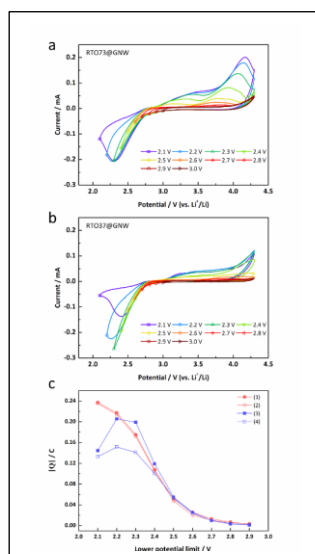 a
RTO73@GNW
0.2
0.1
0.0
-0.1
-0.2
-0.3
Current / mA
2.1 V 2.2 V 2.3 V 2.4 V
2.5 V 2.6 V 2.7 V 2.8 V
2.9 V 3.0 V
2.0 2.5 3.0 3.5 4.0 4.5
Potential / V (vs. Li⁺/Li)
b
RTO37@GNW
0.2
0.1
0.0
-0.1
-0.2
-0.3
Current / mA
2.1 V 2.2 V 2.3 V 2.4 V
2.5 V 2.6 V 2.7 V 2.8 V
2.9 V 3.0 V
2.0 2.5 3.0 3.5 4.0 4.5
Potential / V (vs. Li⁺/Li)
c
0.28
0.24
0.20
0.16
0.12
0.08
0.04
0.00
|Q| / C
(1)
(2)
(3)
(4)
2.0 2.1 2.2 2.3 2.4 2.5 2.6 2.7 2.8 2.9 3.0
Lower potential limit / V